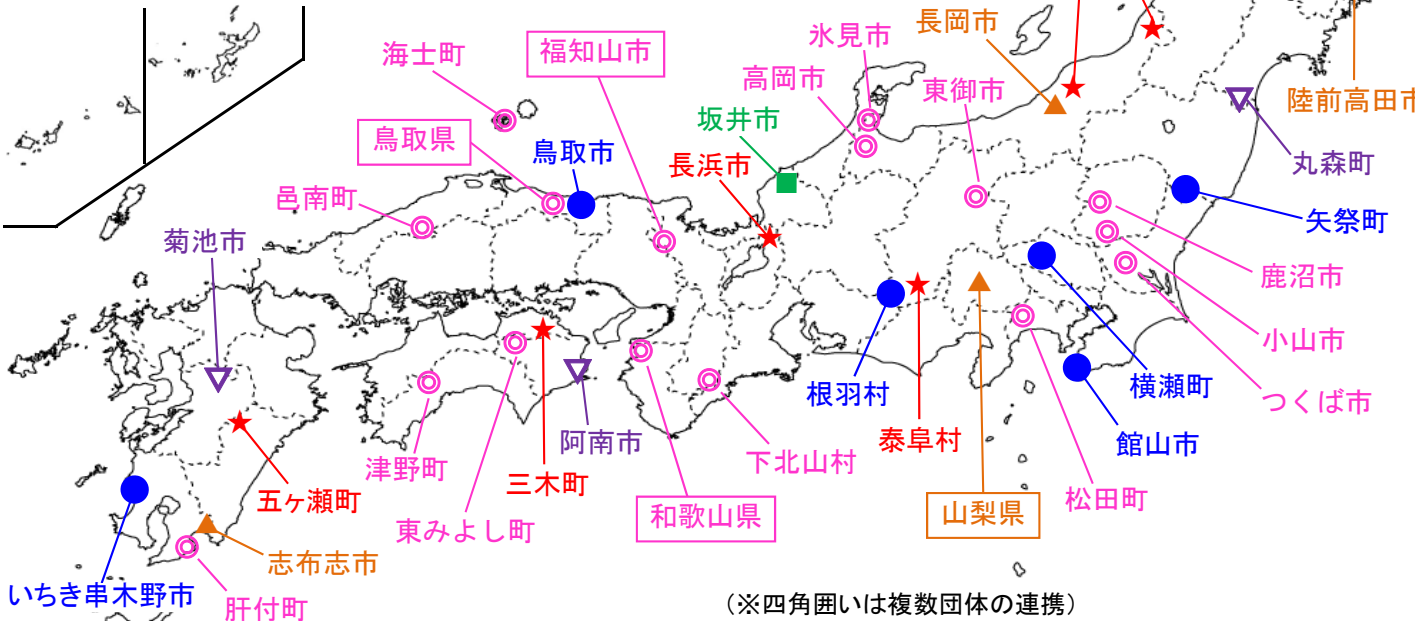 長岡市
氷見市
海士町
福知山市
高岡市
東御市
陸前高田市
坂井市
鳥取県
鳥取市
長浜市
丸森町
邑南町
矢祭町
菊池市
鹿沼市
小山市
根羽村
横瀬町
つくば市
泰阜村
阿南市
館山市
下北山村
津野町
三木町
五ヶ瀬町
松田町
和歌山県
山梨県
東みよし町
志布志市
いちき串木野市
肝付町
(※四角囲いは複数団体の連携)